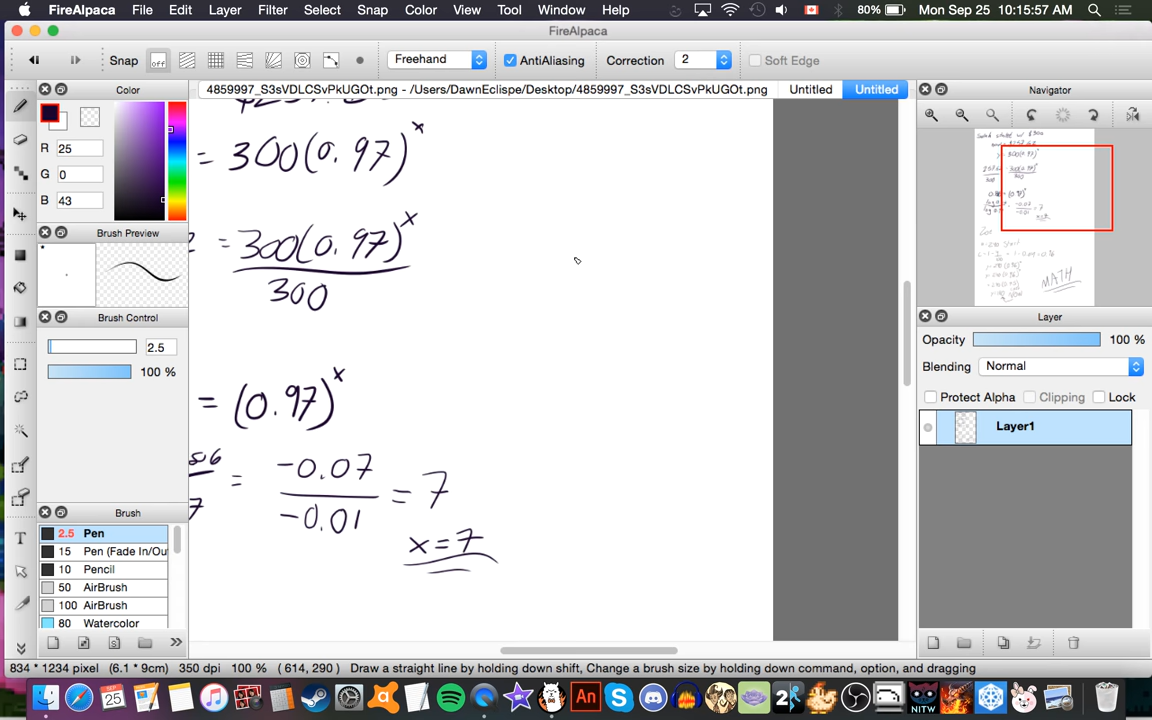 FireAlpaca File Edit Layer Filter Select Snap Color View Tool Window Help 80% Mon Sep 25 10:15:57 AM
FireAlpaca
Snap off Freehand AntiAliasing Correction 2 Soft Edge
4859997_S3sVDLCSvPkUGOt.png - /Users/DawnEclispe/Desktop/4859997_S3sVDLCSvPkUGOt.png Untitled Untitled
Color
R 25
G 0
B 43
Brush Preview
Brush Control
2.5
100 %
Brush
2.5 Pen
15 Pen (Fade In/Ou
10 Pencil
50 AirBrush
100 AirBrush
80 Watercolor
= 300(0.97)^x
= 300(0.97)^x
300
= (0.97)^x
= -0.07 = 7
-0.01
x = 7
Navigator
MATH
Layer
Opacity 100 %
Blending Normal
Protect Alpha Clipping Lock
Layer1
834 * 1234 pixel (6.1 * 9cm) 350 dpi 100 % ( 614, 290 ) Draw a straight line by holding down shift, Change a brush size by holding down command, option, and dragging
SEP
25
An
NITW